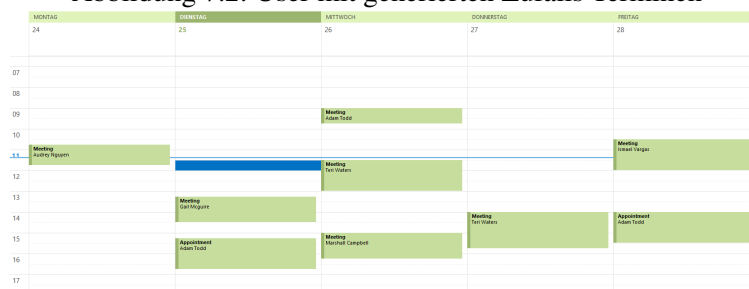 Abbildung 7.2: User mit generierten Zufalls-Terminen
MONTAG DIENSTAG MITTWOCH DONNERSTAG FREITAG
24 25 26 27 28
07
08
09
Meeting
Adam Todd
10
Meeting
Audrey Nguyen
Meeting
Ismael Vargas
11
Meeting
Teri Waters
12
13
Meeting
Gail Mcguire
14
Meeting
Teri Waters
Appointment
Adam Todd
15
Appointment
Adam Todd
Meeting
Marshall Campbell
16
17